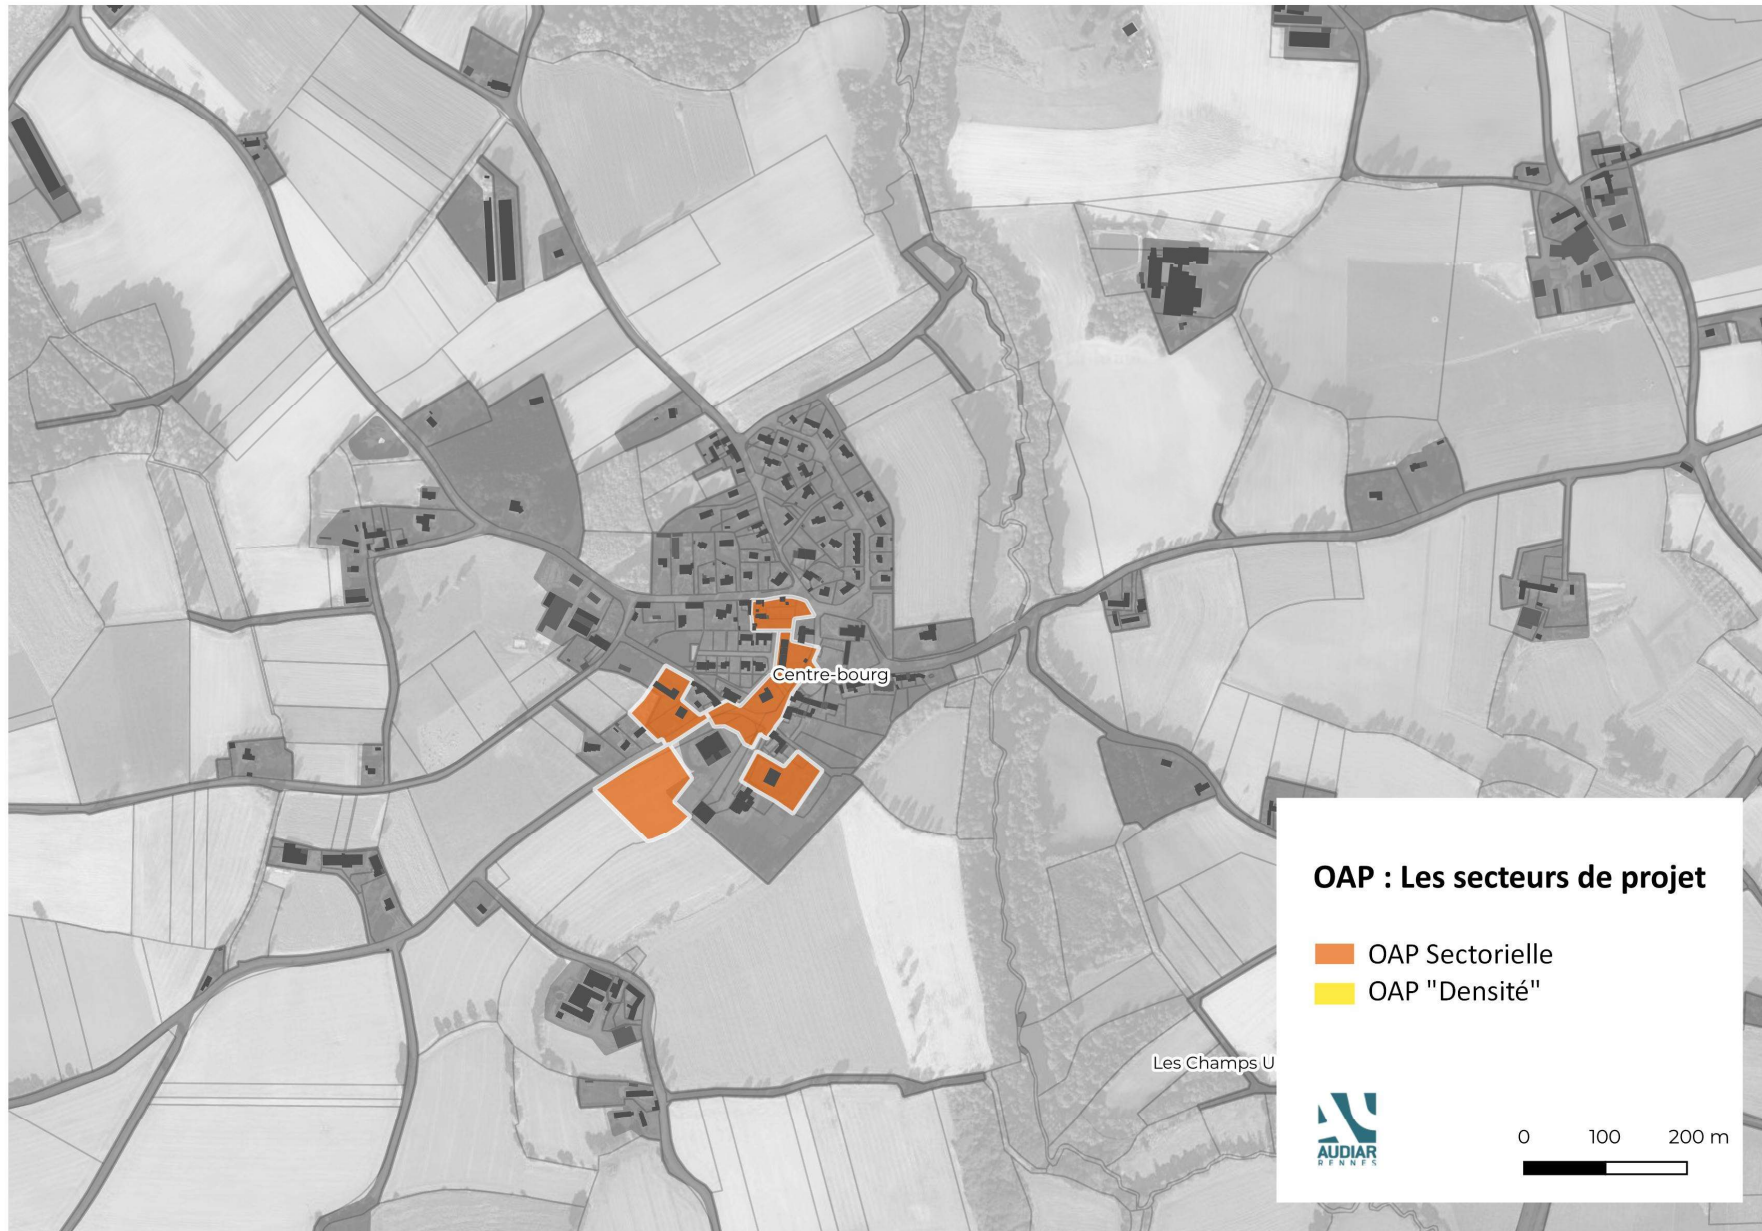 Centre-bourg
OAP : Les secteurs de projet
OAP Sectorielle
OAP "Densité"
Les Champs U
AUDIAR
RENNES
0 100 200 m